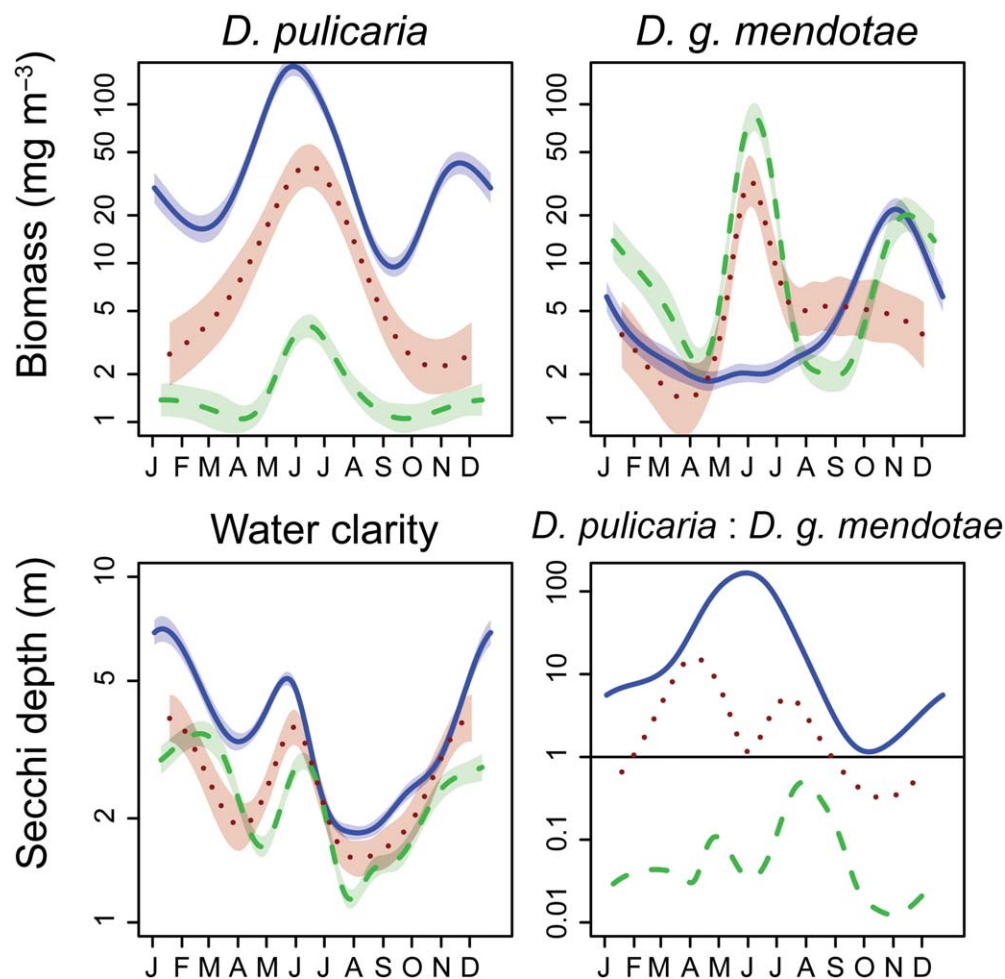 D. pulicaria
D. g. mendotae
Biomass (mg m⁻³)
100
50
20
10
5
2
1
J F M A M J J A S O N D
100
50
20
10
5
2
1
J F M A M J J A S O N D
Water clarity
D. pulicaria : D. g. mendotae
Secchi depth (m)
10
5
2
1
J F M A M J J A S O N D
100
10
1
0.1
0.01
J F M A M J J A S O N D